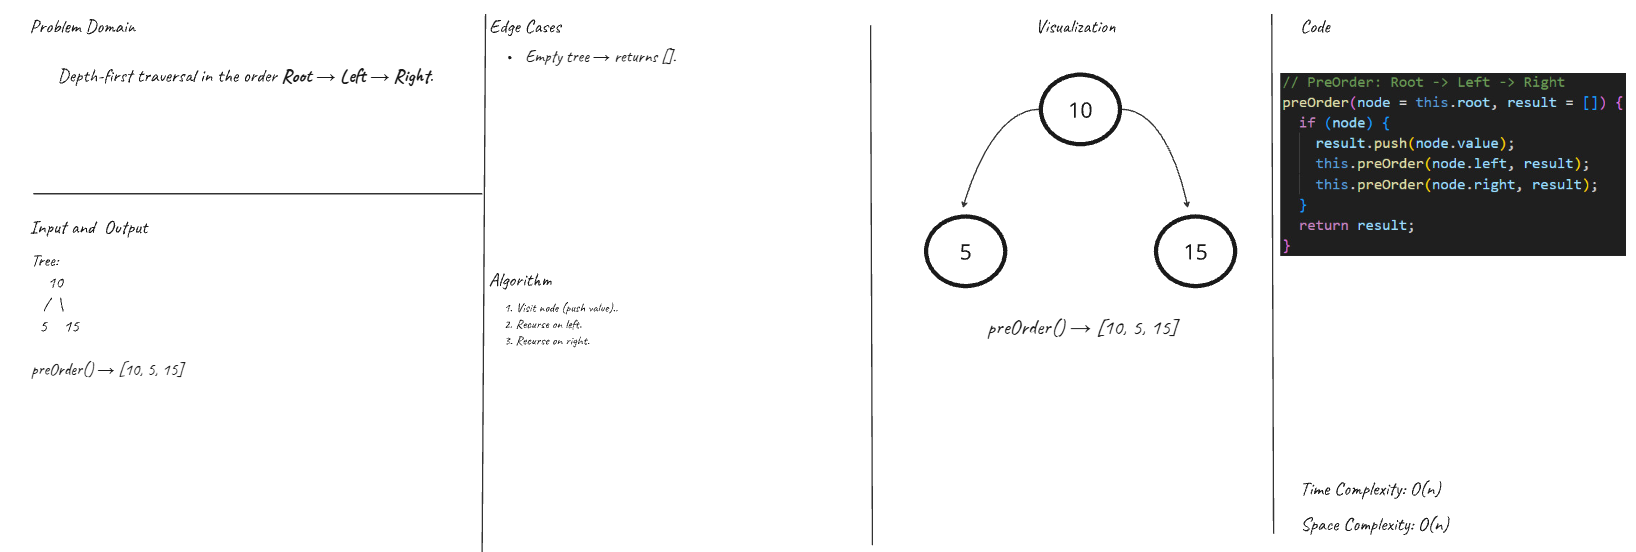 Problem Domain
Depth-first traversal in the order Root → Left → Right.
Input and Output
Tree:
10
/ \
5 15
preOrder() → [10, 5, 15]
Edge Cases
• Empty tree → returns [].
Algorithm
1. Visit node (push value)..
2. Recurse on left.
3. Recurse on right.
Visualization
10
5 15
preOrder() → [10, 5, 15]
Code
// PreOrder: Root -> Left -> Right
preOrder(node = this.root, result = []) {
if (node) {
result.push(node.value);
this.preOrder(node.left, result);
this.preOrder(node.right, result);
}
return result;
}
Time Complexity: O(n)
Space Complexity: O(n)